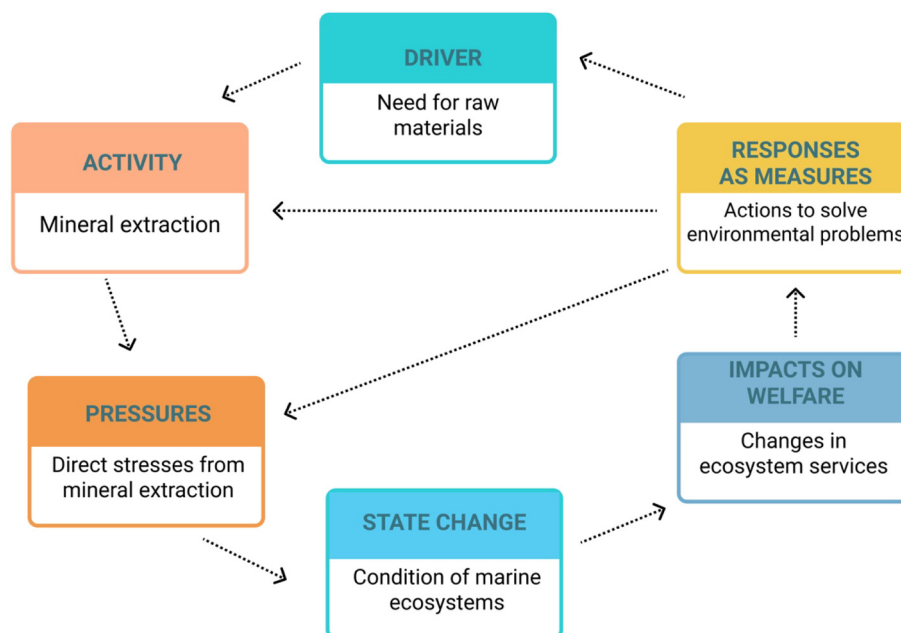 DRIVER
Need for raw
materials
ACTIVITY
Mineral extraction
RESPONSES
AS MEASURES
Actions to solve
environmental problems
PRESSURES
Direct stresses from
mineral extraction
IMPACTS ON
WELFARE
Changes in
ecosystem services
STATE CHANGE
Condition of marine
ecosystems